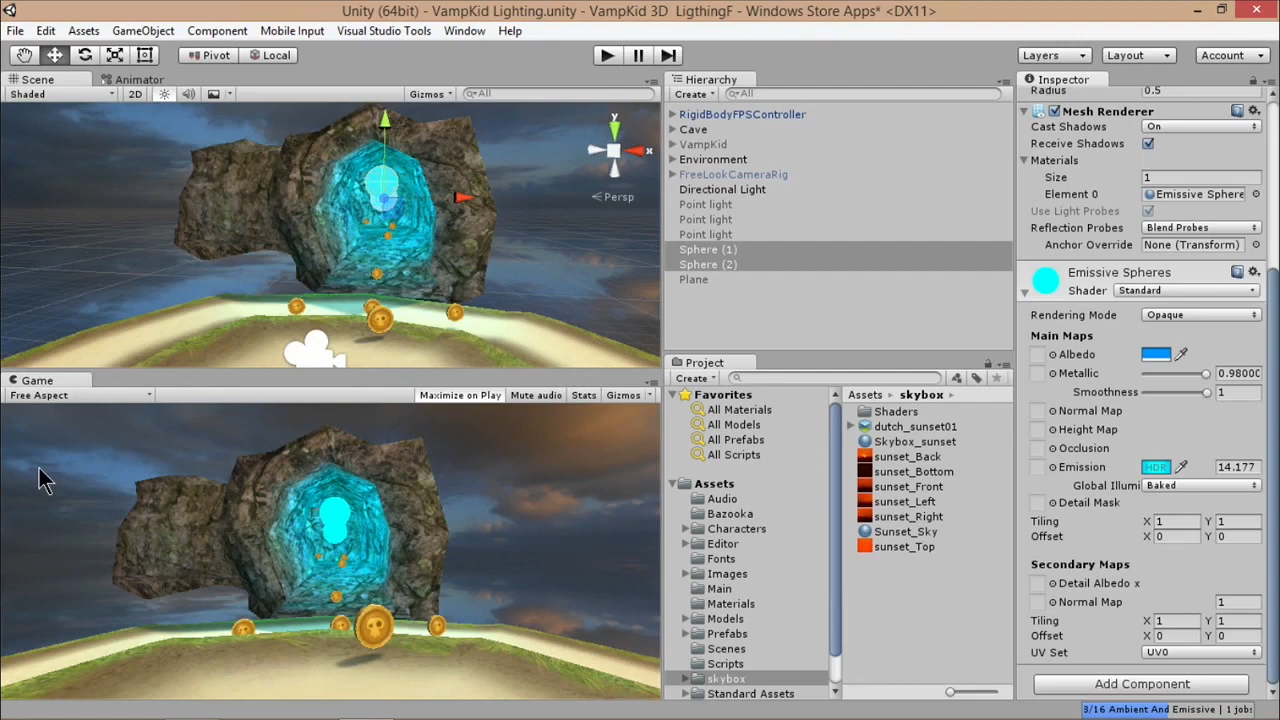 Unity (64bit) - VampKid Lighting.unity - VampKid 3D LigthingF - Windows Store Apps* <DX11>
File Edit Assets GameObject Component Mobile Input Visual Studio Tools Window Help
Pivot Local Layers Layout Account
Scene Animator
Shaded 2D Gizmos All
y
x
Persp
Game
Free Aspect Maximize on Play Mute audio Stats Gizmos
Hierarchy
Create All
RigidBodyFPSController
Cave
VampKid
Environment
FreeLookCameraRig
Directional Light
Point light
Point light
Point light
Sphere (1)
Sphere (2)
Plane
Project
Create
Favorites
All Materials
All Models
All Prefabs
All Scripts
Assets
Audio
Bazooka
Characters
Editor
Fonts
Images
Main
Materials
Models
Prefabs
Scenes
Scripts
skybox
Standard Assets
Assets skybox
Shaders
dutch_sunset01
Skybox_sunset
sunset_Back
sunset_Bottom
sunset_Front
sunset_Left
sunset_Right
Sunset_Sky
sunset_Top
Inspector
Radius 0.5
Mesh Renderer
Cast Shadows On
Receive Shadows
Materials
Size 1
Element 0 Emissive Sphere
Use Light Probes
Reflection Probes Blend Probes
Anchor Override None (Transform)
Emissive Spheres
Shader Standard
Rendering Mode Opaque
Main Maps
Albedo
Metallic 0.9800
Smoothness 1
Normal Map
Height Map
Occlusion
Emission HDR 14.177
Global Illumi Baked
Detail Mask
Tiling X 1 Y 1
Offset X 0 Y 0
Secondary Maps
Detail Albedo x
Normal Map 1
Tiling X 1 Y 1
Offset X 0 Y 0
UV Set UV0
Add Component
3/16 Ambient And Emissive | 1 jobs